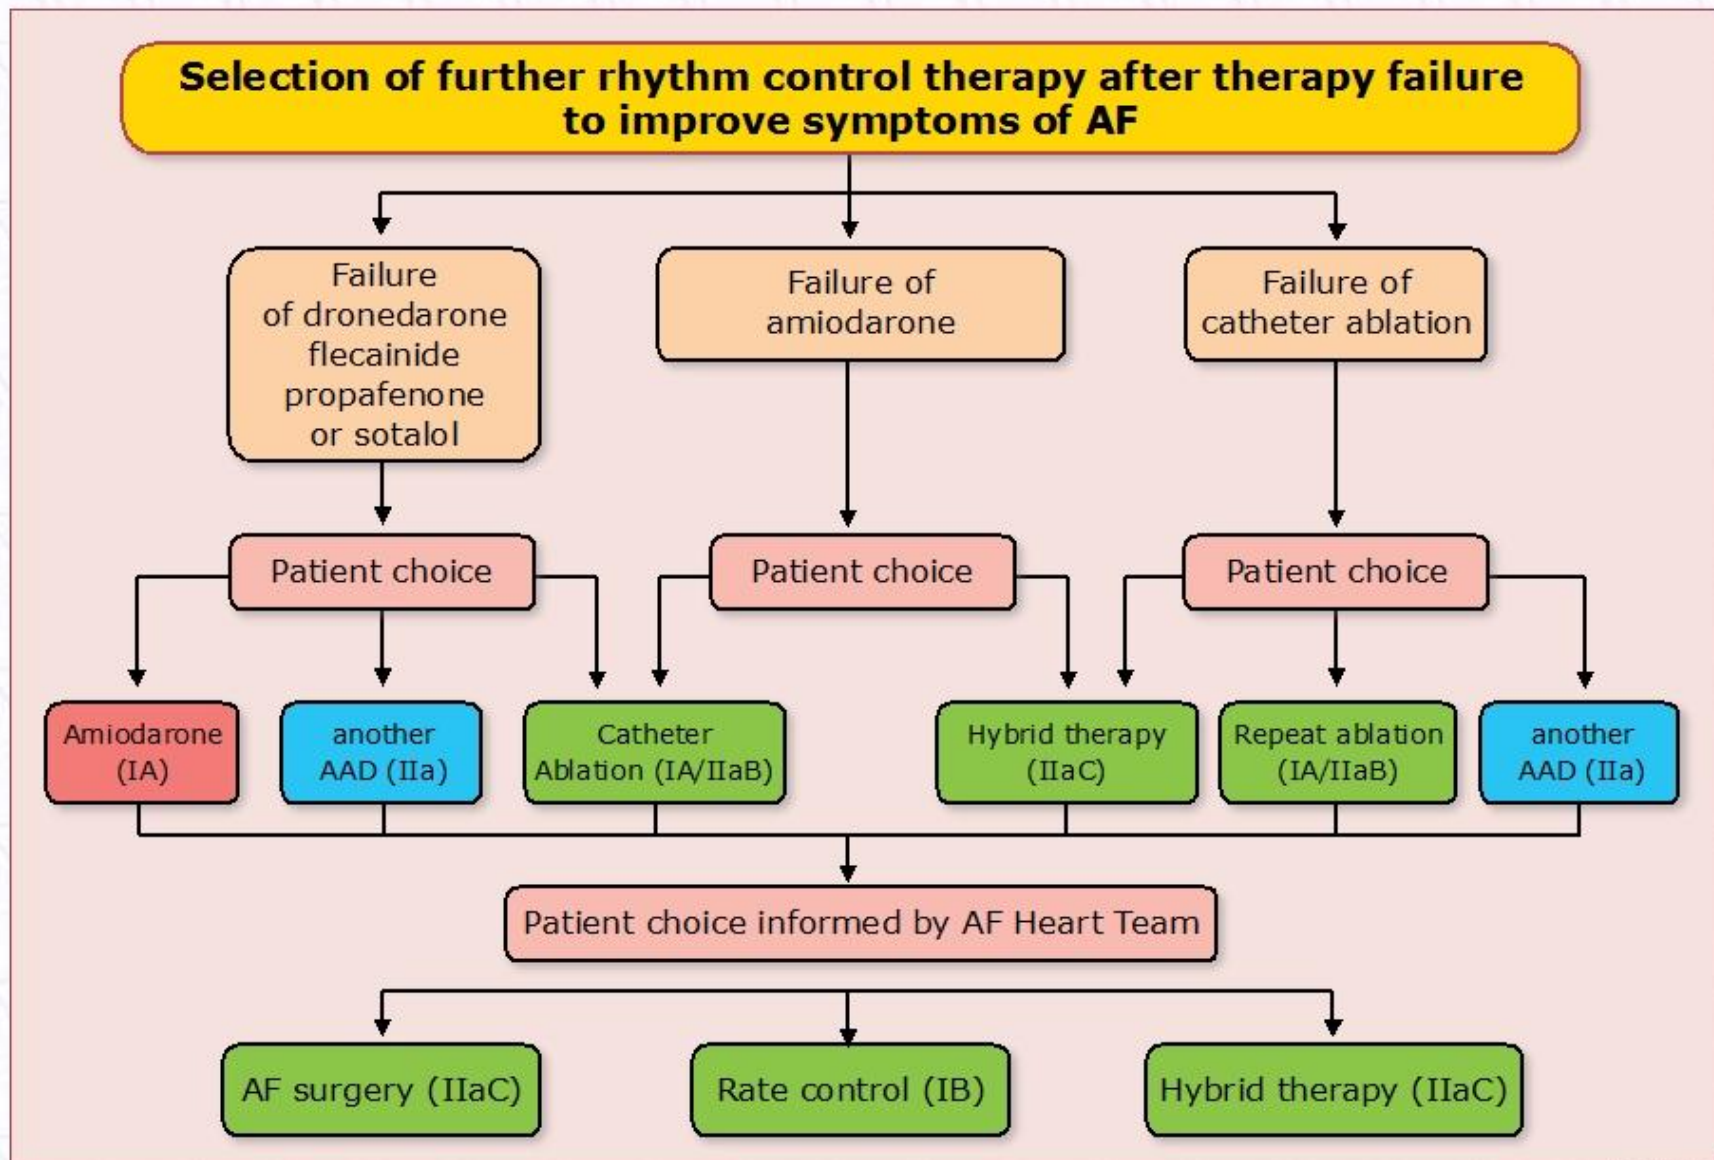 Selection of further rhythm control therapy after therapy failure
to improve symptoms of AF
Failure
of dronedarone
flecainide
propafenone
or sotalol
Failure of
amiodarone
Failure of
catheter ablation
Patient choice
Patient choice
Patient choice
Amiodarone
(IA)
another
AAD (IIa)
Catheter
Ablation (IA/IIaB)
Hybrid therapy
(IIaC)
Repeat ablation
(IA/IIaB)
another
AAD (IIa)
Patient choice informed by AF Heart Team
AF surgery (IIaC)
Rate control (IB)
Hybrid therapy (IIaC)